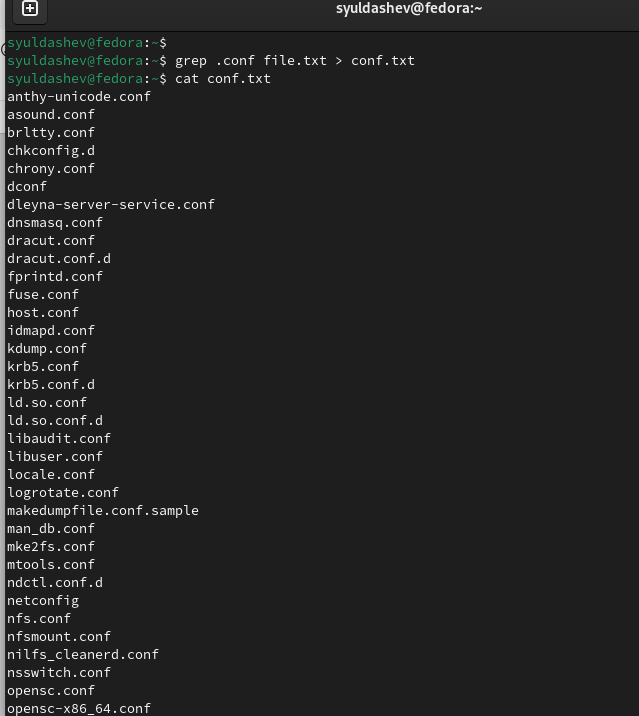 syuldashev@fedora:~
syuldashev@fedora:~$
syuldashev@fedora:~$ grep .conf file.txt > conf.txt
syuldashev@fedora:~$ cat conf.txt
anthy-unicode.conf
asound.conf
brltty.conf
chkconfig.d
chrony.conf
dconf
dleyna-server-service.conf
dnsmasq.conf
dracut.conf
dracut.conf.d
fprintd.conf
fuse.conf
host.conf
idmapd.conf
kdump.conf
krb5.conf
krb5.conf.d
ld.so.conf
ld.so.conf.d
libaudit.conf
libuser.conf
locale.conf
logrotate.conf
makedumpfile.conf.sample
man_db.conf
mke2fs.conf
mtools.conf
ndctl.conf.d
netconfig
nfs.conf
nfsmount.conf
nilfs_cleanerd.conf
nsswitch.conf
opensc.conf
opensc-x86_64.conf